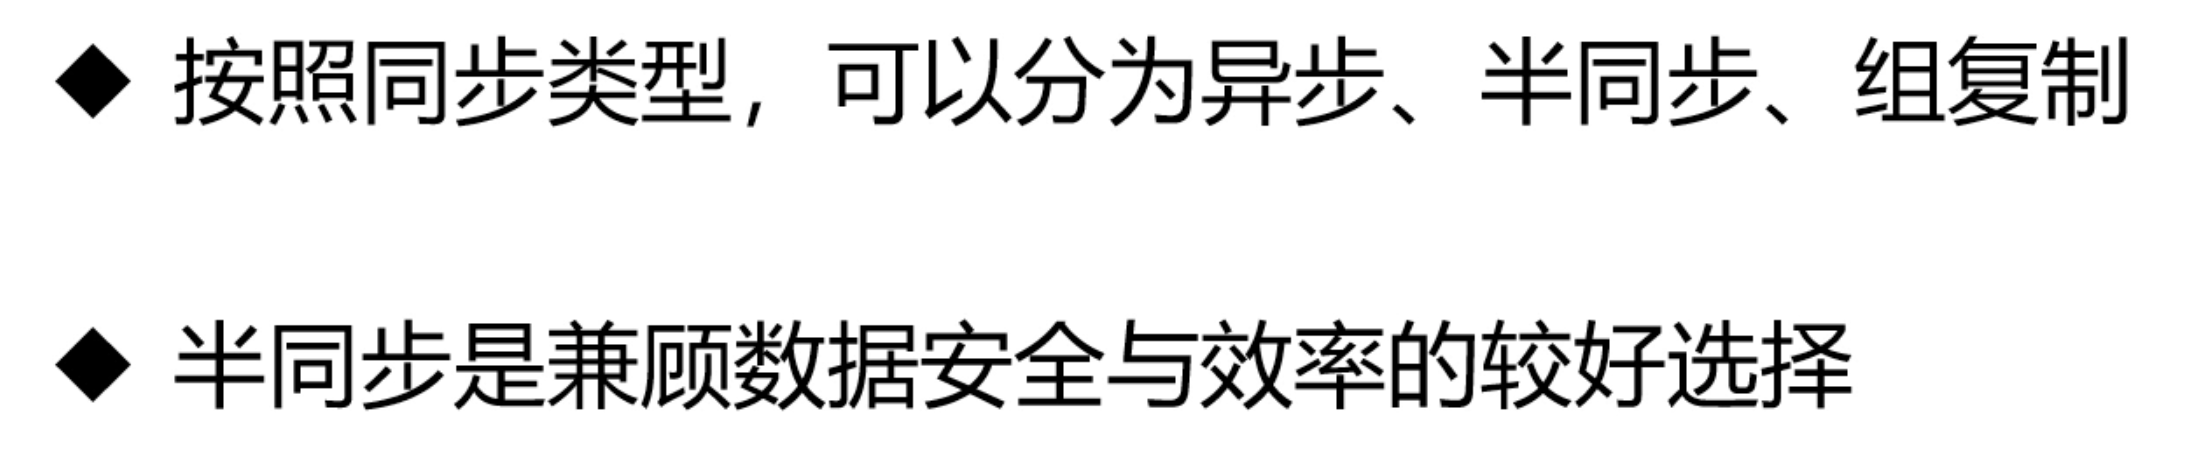 ◆ 按照同步类型，可以分为异步、半同步、组复制
◆ 半同步是兼顾数据安全与效率的较好选择